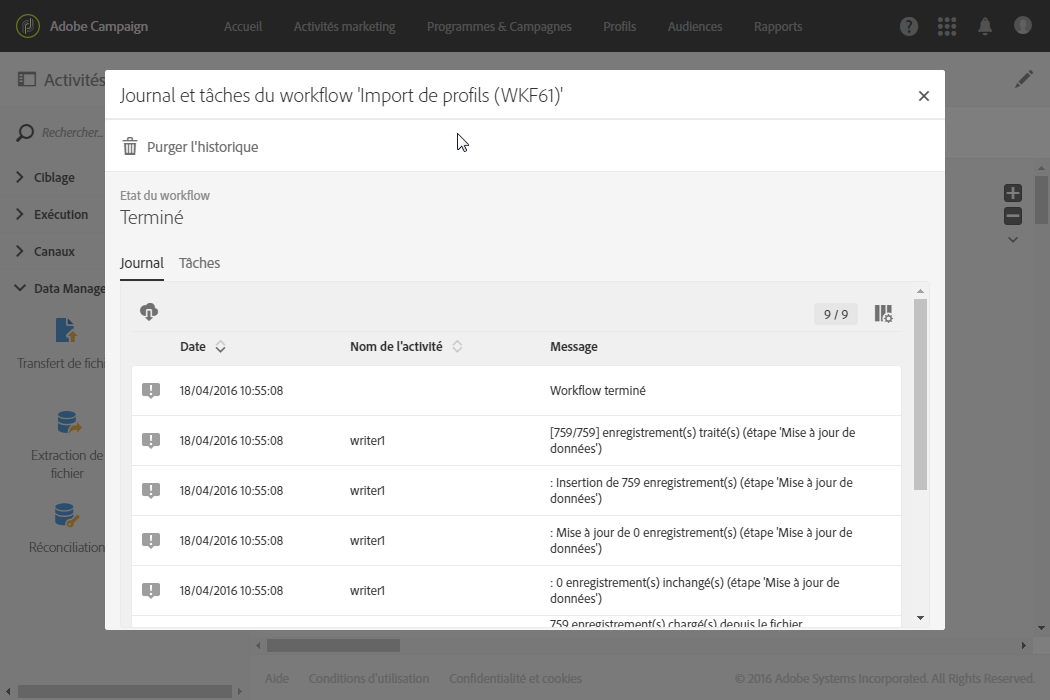 Adobe Campaign
Accueil
Activités marketing
Programmes & Campagnes
Profils
Audiences
Rapports
Activités
Journal et tâches du workflow 'Import de profils (WKF61)'
Rechercher...
Purger l'historique
Ciblage
Exécution
Canaux
Data Manage
Transfert de fich
Extraction de
fichier
Réconciliation
Etat du workflow
Terminé
Journal
Tâches
9 / 9
Date
Nom de l'activité
Message
18/04/2016 10:55:08
Workflow terminé
18/04/2016 10:55:08
writer1
[759/759] enregistrement(s) traité(s) (étape 'Mise à jour de
données')
18/04/2016 10:55:08
writer1
: Insertion de 759 enregistrement(s) (étape 'Mise à jour de
données')
18/04/2016 10:55:08
writer1
: Mise à jour de 0 enregistrement(s) (étape 'Mise à jour de
données')
18/04/2016 10:55:08
writer1
: 0 enregistrement(s) inchangé(s) (étape 'Mise à jour de
données')
759 enregistrement(s) chargé(s) depuis le fichier
Aide
Conditions d'utilisation
Confidentialité et cookies
© 2016 Adobe Systems Incorporated. All Rights Reserved.